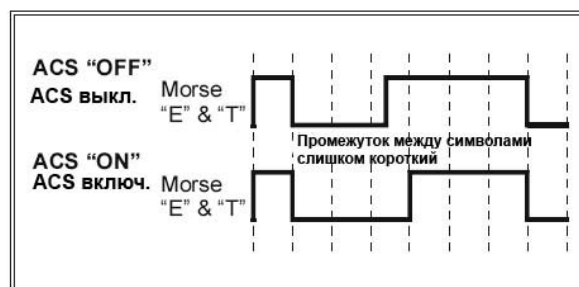 ACS “OFF”
ACS выкл.
Morse
“E” & “T”
Промежуток между символами
слишком короткий
ACS “ON”
ACS включ.
Morse
“E” & “T”